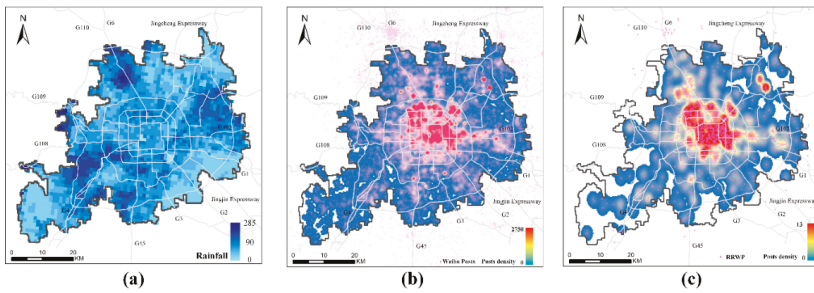 N
G110
G6
Jingcheng Expressway
G109
G108
G1
Jingjin Expressway
G3
G2
G45
285
90
0
Rainfall
0 10 20
KM
(a)
N
G110
G6
Jingcheng Expressway
G109
G108
G102
G1
Jingjin Expressway
G3
G2
G45
2750
0
Weibo Posts Posts density
0 10 20
KM
(b)
N
G110
G6
Jingcheng Expressway
G109
G108
G102
G1
Jingjin Expressway
G3
G2
G45
13
0
RRWP Posts density
0 10 20
KM
(c)